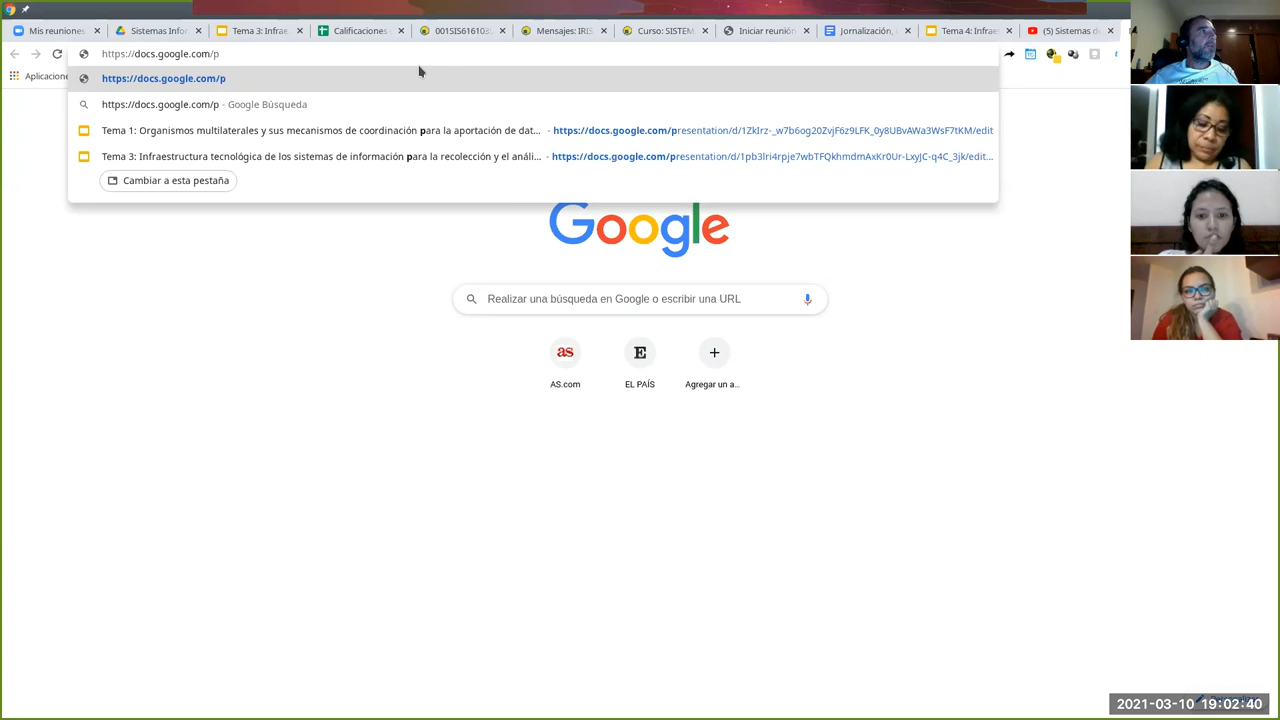 Mis reuniones
Sistemas Infor
Tema 3: Infrae
Calificaciones
001SIS616103
Mensajes: IRIS
Curso: SISTEM
Iniciar reunión
Jornalización,
Tema 4: Infraes
(5) Sistemas de
https://docs.google.com/p
Aplicacione
https://docs.google.com/p
https://docs.google.com/p - Google Búsqueda
Tema 1: Organismos multilaterales y sus mecanismos de coordinación para la aportación de dat... - https://docs.google.com/presentation/d/1ZkIrz-_w7b6og20ZvjF6z9LFK_0y8UBvAWa3WsF7tKM/edit
Tema 3: Infraestructura tecnológica de los sistemas de información para la recolección y el análi... - https://docs.google.com/presentation/d/1pb3lri4rpje7wbTFQkhmdmAxKr0Ur-LxyJC-q4C_3jk/edit...
Cambiar a esta pestaña
Google
Realizar una búsqueda en Google o escribir una URL
as
E
AS.com
EL PAÍS
Agregar un a...
2021-03-10 19:02:40